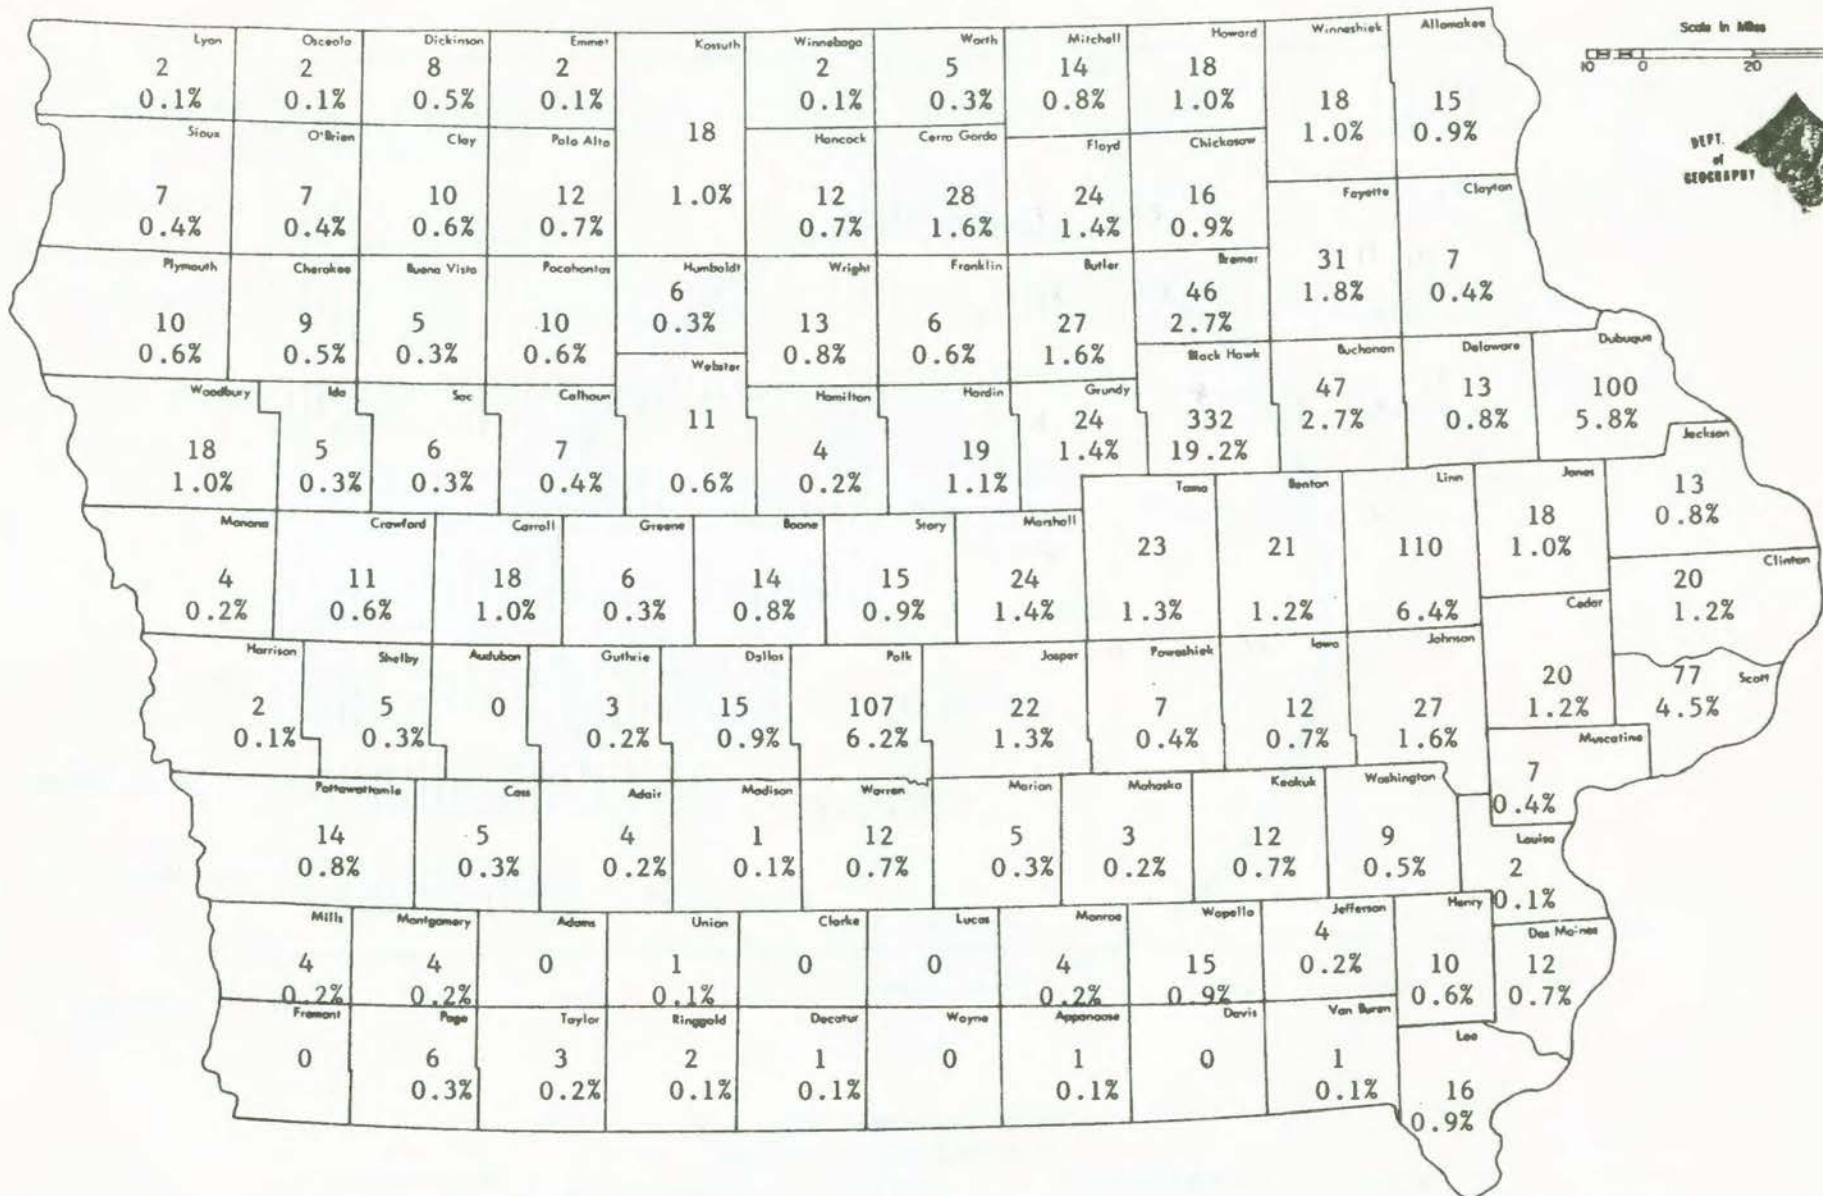 Lyon
2
0.1%
Osceola
2
0.1%
Dickinson
8
0.5%
Emmet
2
0.1%
Kossuth
18
1.0%
Winnebago
2
0.1%
Worth
5
0.3%
Mitchell
14
0.8%
Howard
18
1.0%
Winneshiek
18
1.0%
Allamakee
15
0.9%
Scale in Miles
10 0 20
DEPT.
of
GEOGRAPHY
Sioux
7
0.4%
O'Brien
7
0.4%
Clay
10
0.6%
Palo Alto
12
0.7%
Hancock
12
0.7%
Cerro Gordo
28
1.6%
Floyd
24
1.4%
Chickasaw
16
0.9%
Fayette
31
1.8%
Clayton
7
0.4%
Plymouth
10
0.6%
Cherokee
9
0.5%
Buena Vista
5
0.3%
Pocahontas
10
0.6%
Humboldt
6
0.3%
Wright
13
0.8%
Franklin
6
0.6%
Butler
27
1.6%
Bremer
46
2.7%
Webster
11
0.6%
Black Hawk
332
19.2%
Buchanan
47
2.7%
Delaware
13
0.8%
Dubuque
100
5.8%
Woodbury
18
1.0%
Ida
5
0.3%
Sac
6
0.3%
Calhoun
7
0.4%
Hamilton
4
0.2%
Hardin
19
1.1%
Grundy
24
1.4%
Tama
23
1.3%
Benton
21
1.2%
Linn
110
6.4%
Jones
18
1.0%
Jackson
13
0.8%
Monona
4
0.2%
Crawford
11
0.6%
Carroll
18
1.0%
Greene
6
0.3%
Boone
14
0.8%
Story
15
0.9%
Marshall
24
1.4%
Clinton
20
1.2%
Cedar
20
1.2%
Harrison
2
0.1%
Shelby
5
0.3%
Audubon
0
Guthrie
3
0.2%
Dallas
15
0.9%
Polk
107
6.2%
Jasper
22
1.3%
Poweshiek
7
0.4%
Iowa
12
0.7%
Johnson
27
1.6%
77 Scott
4.5%
Muscatine
7
0.4%
Pottawattamie
14
0.8%
Cass
5
0.3%
Adair
4
0.2%
Madison
1
0.1%
Warren
12
0.7%
Marion
5
0.3%
Mahaska
3
0.2%
Keokuk
12
0.7%
Washington
9
0.5%
Louisa
2
0.1%
Mills
4
0.2%
Montgomery
4
0.2%
Adams
0
Union
1
0.1%
Clarke
0
Lucas
0
Monroe
4
0.2%
Wapello
15
0.9%
Jefferson
4
0.2%
Henry
10
0.6%
Des Moines
12
0.7%
Fremont
0
Page
6
0.3%
Taylor
3
0.2%
Ringgold
2
0.1%
Decatur
1
0.1%
Wayne
0
Appanoose
1
0.1%
Davis
0
Van Buren
1
0.1%
Lee
16
0.9%